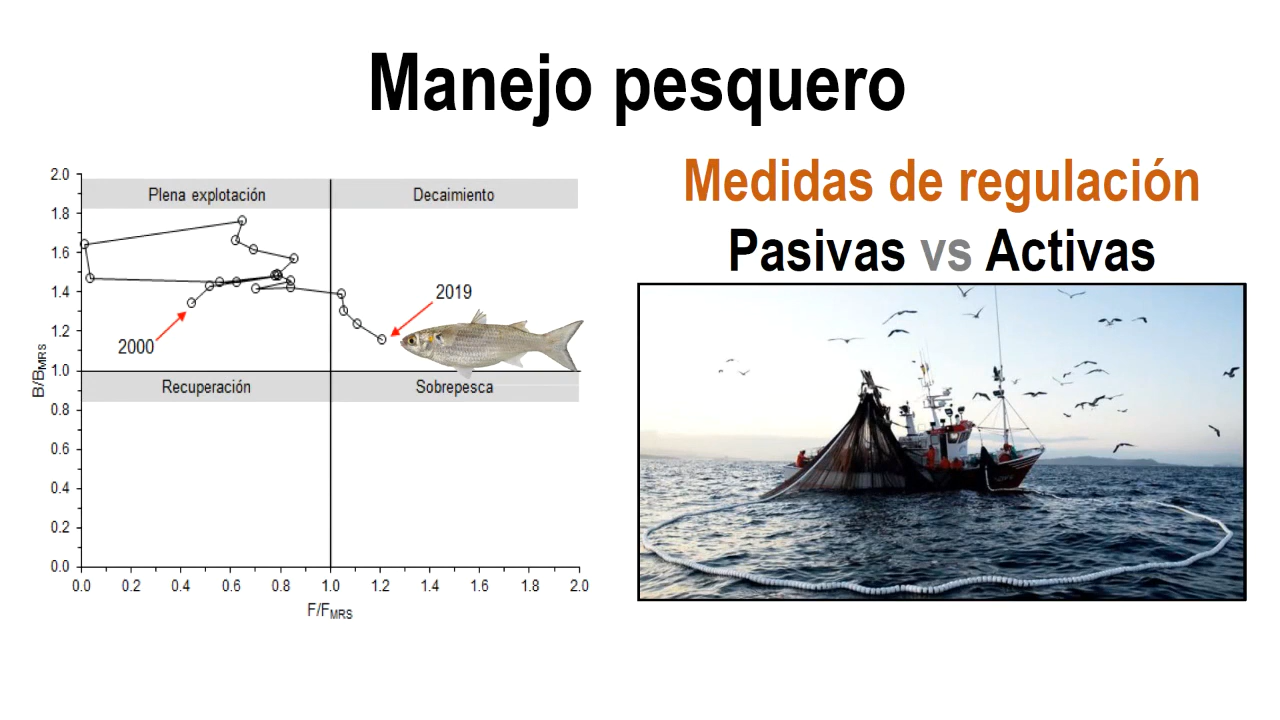 Manejo pesquero
Medidas de regulación
Pasivas vs Activas
Plena explotación
Decaimiento
2019
2000
Recuperación
Sobrepesca
B/BMRS
2.0
1.8
1.6
1.4
1.2
1.0
0.8
0.6
0.4
0.2
0.0
0.0 0.2 0.4 0.6 0.8 1.0 1.2 1.4 1.6 1.8 2.0
F/FMRS